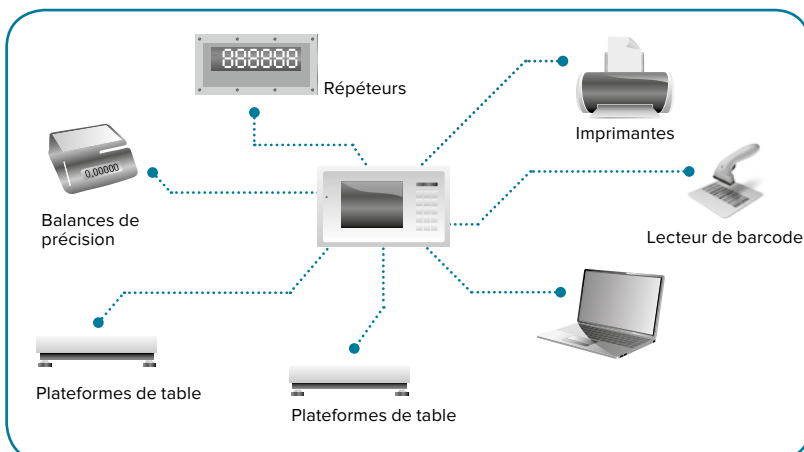 888888
Répéteurs
Imprimantes
0,00000
Balances de
précision
Lecteur de barcode
Plateformes de table
Plateformes de table